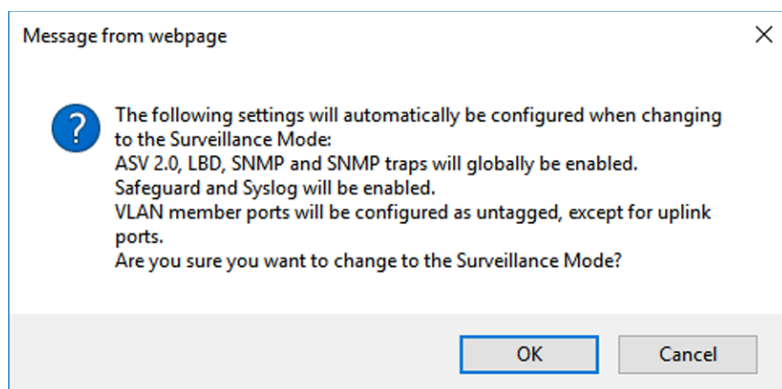 Message from webpage
The following settings will automatically be configured when changing
to the Surveillance Mode:
ASV 2.0, LBD, SNMP and SNMP traps will globally be enabled.
Safeguard and Syslog will be enabled.
VLAN member ports will be configured as untagged, except for uplink
ports.
Are you sure you want to change to the Surveillance Mode?
OK
Cancel